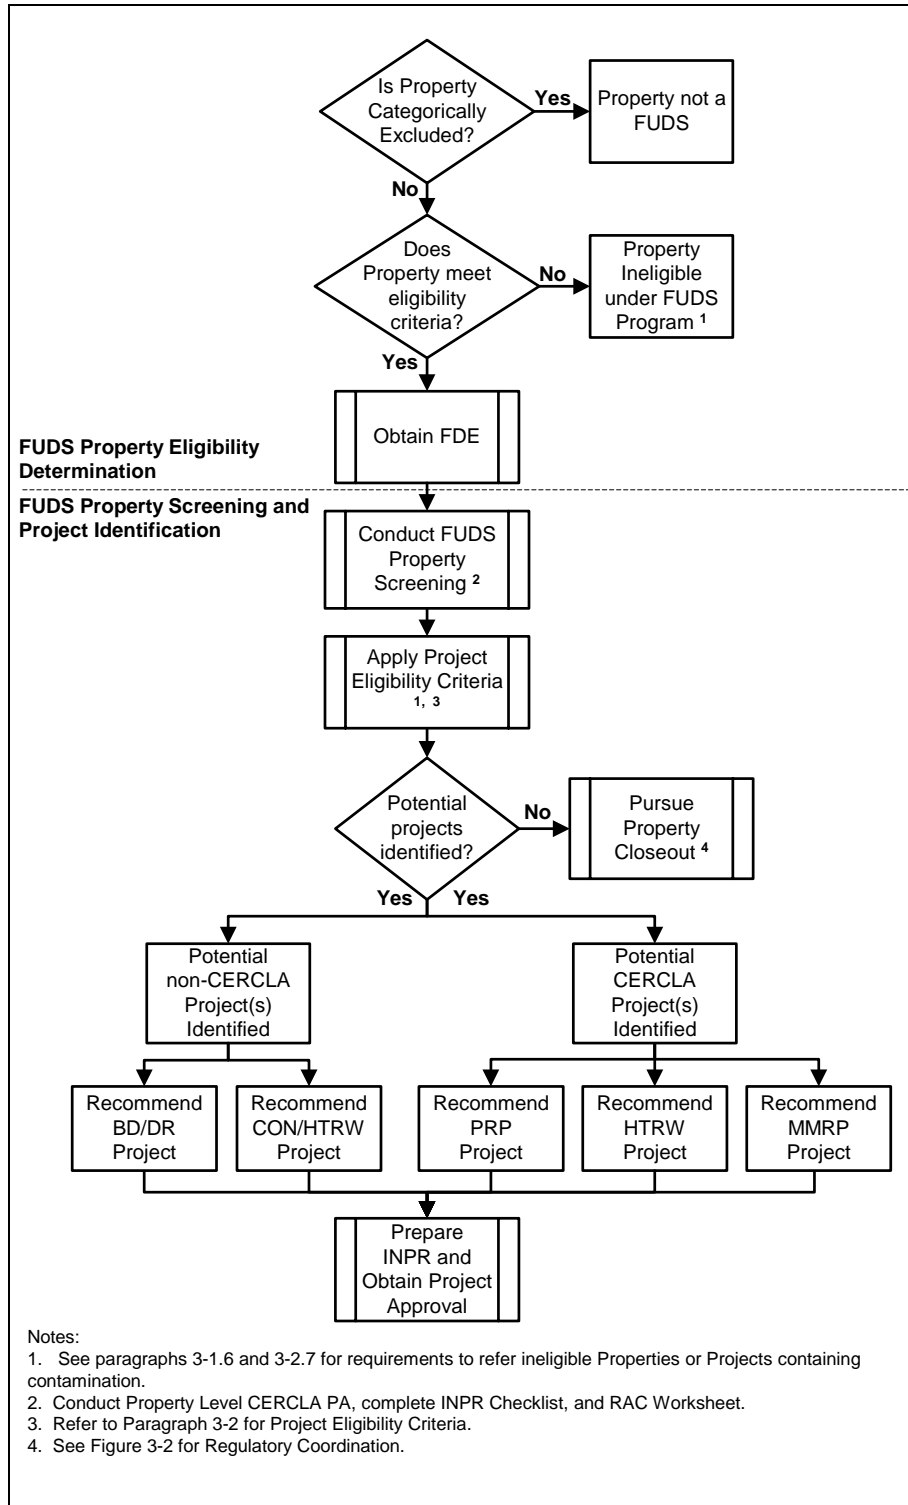 Is Property
Categorically
Excluded?
Yes
Property not a
FUDS
No
Does
Property meet
eligibility
criteria?
No
Property
Ineligible
under FUDS
Program 1
Yes
Obtain FDE
FUDS Property Eligibility
Determination
FUDS Property Screening and
Project Identification
Conduct FUDS
Property
Screening 2
Apply Project
Eligibility Criteria
1, 3
Potential
projects
identified?
No
Pursue
Property
Closeout 4
Yes
Yes
Potential
non-CERCLA
Project(s)
Identified
Potential
CERCLA
Project(s)
Identified
Recommend
BD/DR
Project
Recommend
CON/HTRW
Project
Recommend
PRP
Project
Recommend
HTRW
Project
Recommend
MMRP
Project
Prepare
INPR and
Obtain Project
Approval
Notes:
1. See paragraphs 3-1.6 and 3-2.7 for requirements to refer ineligible Properties or Projects containing
contamination.
2. Conduct Property Level CERCLA PA, complete INPR Checklist, and RAC Worksheet.
3. Refer to Paragraph 3-2 for Project Eligibility Criteria.
4. See Figure 3-2 for Regulatory Coordination.